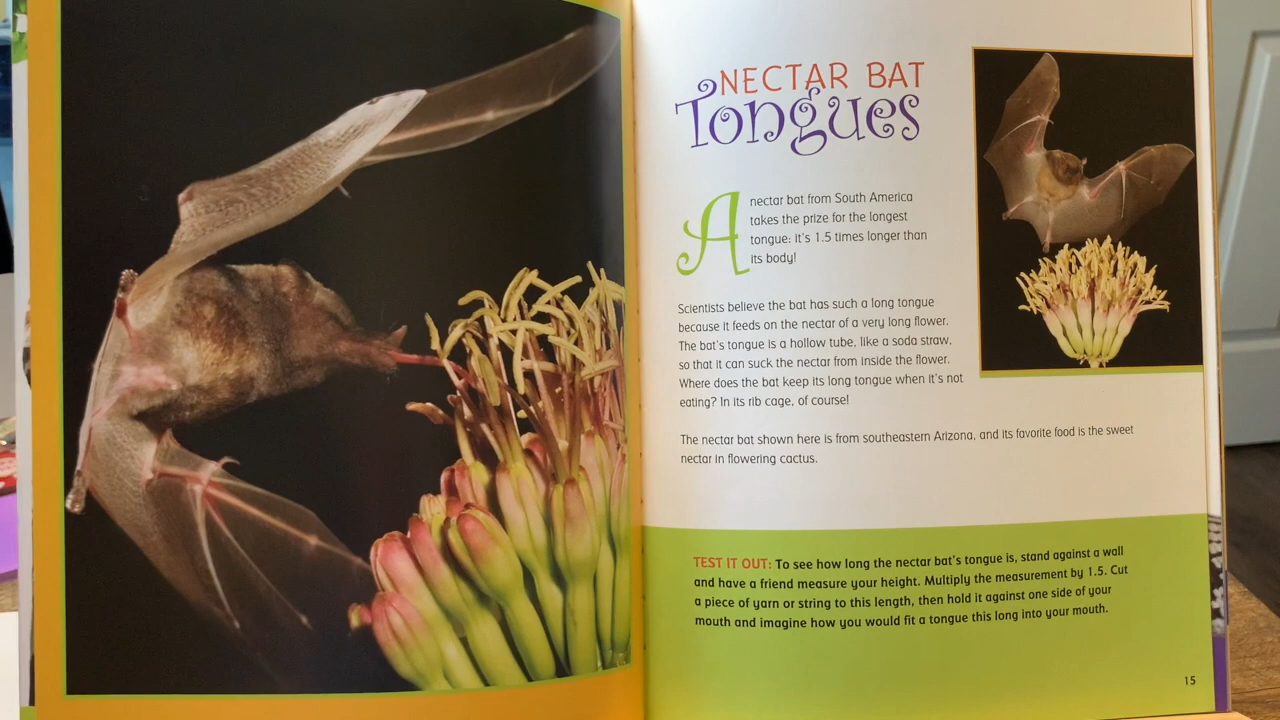 NECTAR BAT
Tongues
A nectar bat from South America
takes the prize for the longest
tongue: it's 1.5 times longer than
its body!
Scientists believe the bat has such a long tongue
because it feeds on the nectar of a very long flower.
The bat's tongue is a hollow tube, like a soda straw,
so that it can suck the nectar from inside the flower.
Where does the bat keep its long tongue when it's not
eating? In its rib cage, of course!
The nectar bat shown here is from southeastern Arizona, and its favorite food is the sweet
nectar in flowering cactus.
TEST IT OUT: To see how long the nectar bat's tongue is, stand against a wall
and have a friend measure your height. Multiply the measurement by 1.5. Cut
a piece of yarn or string to this length, then hold it against one side of your
mouth and imagine how you would fit a tongue this long into your mouth.
15